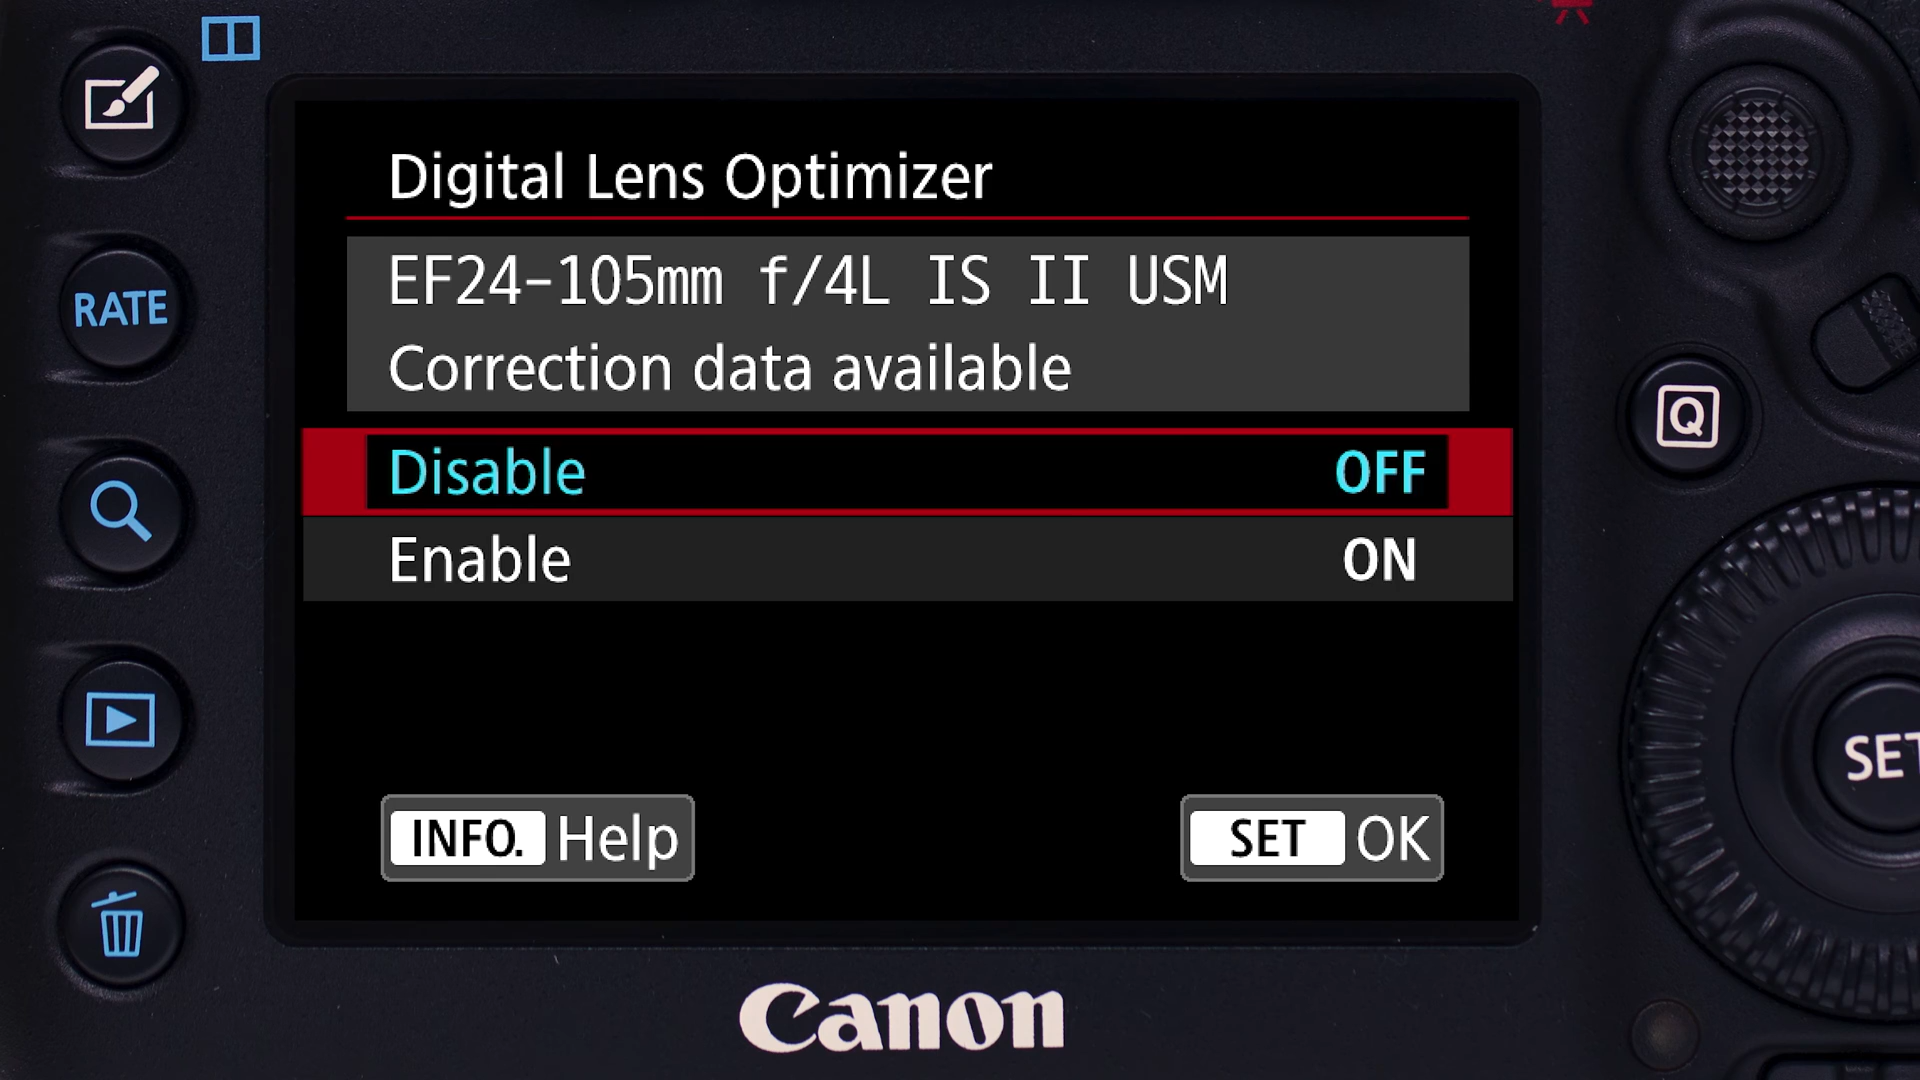 Digital Lens Optimizer
EF24-105mm f/4L IS II USM
Correction data available
Disable OFF
Enable ON
INFO. Help SET OK
RATE
Q
SET
Canon